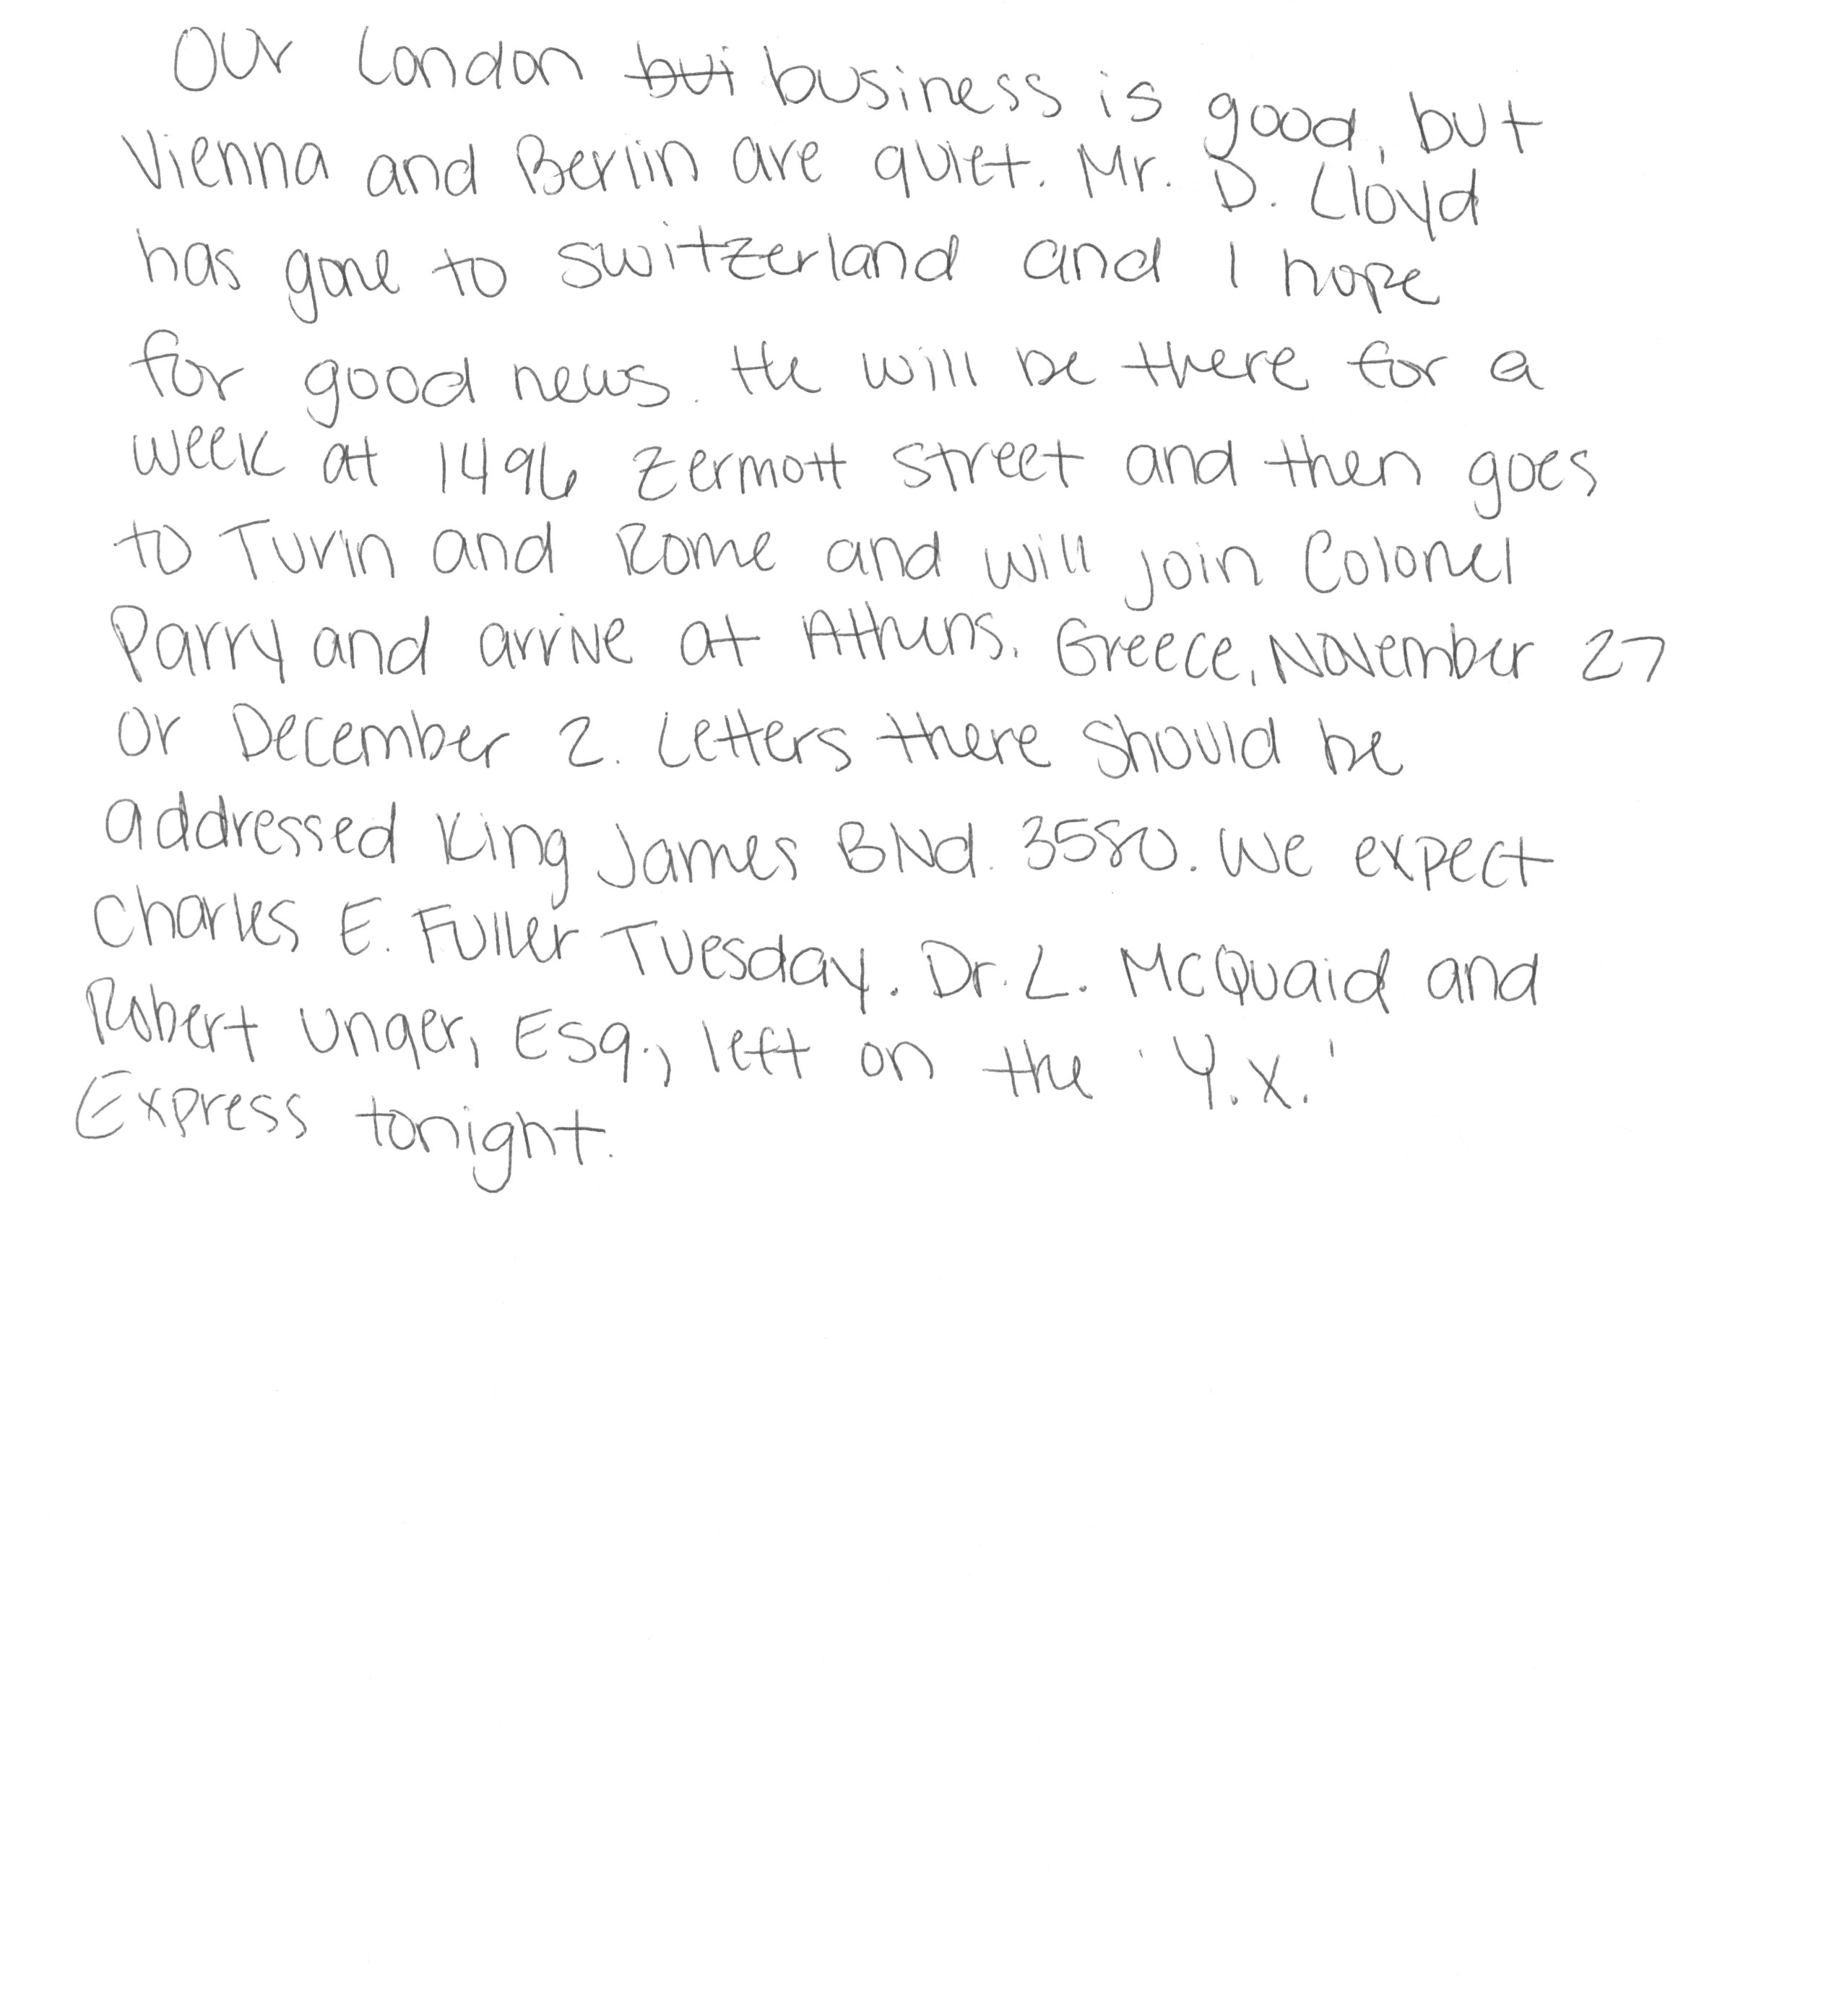 Our London ~~bui~~ business is good, but
Vienna and Berlin are quiet. Mr. D. Lloyd
has gone to Switzerland and I hope
for good news. He will be there for a
week at 1496 Zermott Street and then goes
to Turin and Rome and will join Colonel
Parry and arrive at Athens. Greece, November 27
or December 2. Letters there should be
addressed King James Blvd. 3580. We expect
Charles E. Fuller Tuesday. Dr. L. McQuaid and
Robert Unger, Esq., left on the 'Y.X.'
Express tonight.